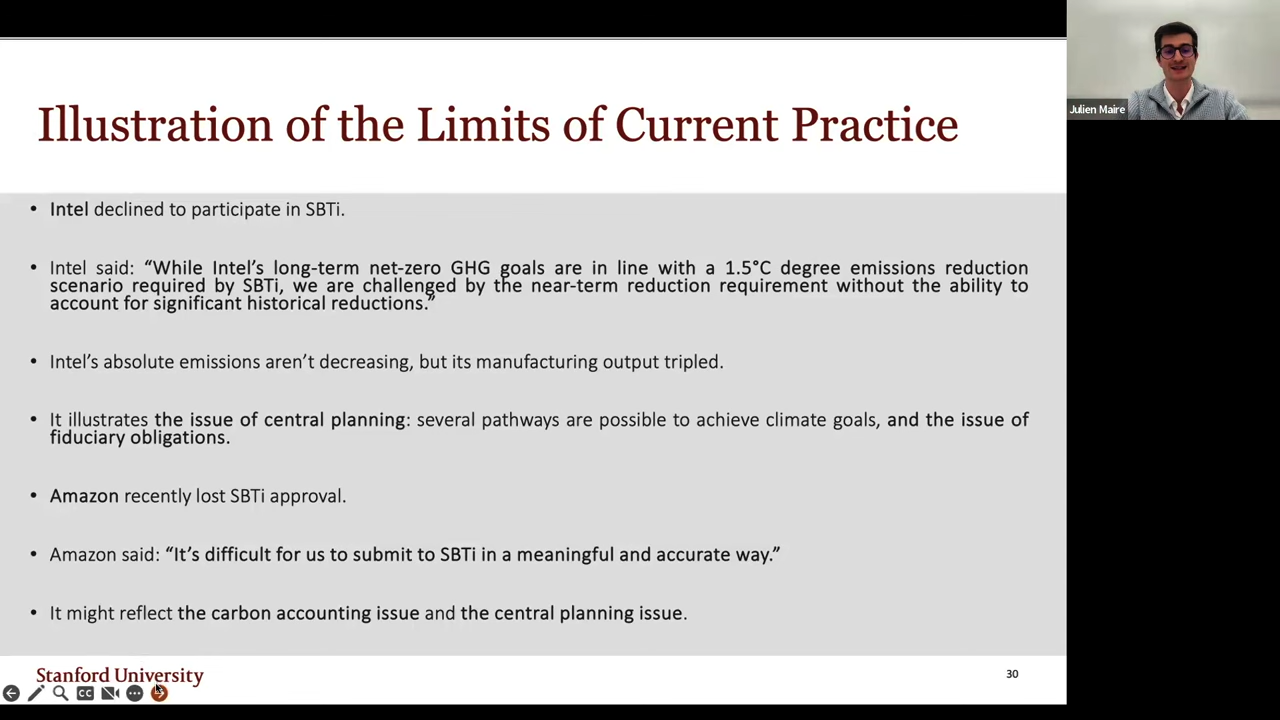 Illustration of the Limits of Current Practice
Julien Maire
• Intel declined to participate in SBTi.
• Intel said: “While Intel’s long-term net-zero GHG goals are in line with a 1.5°C degree emissions reduction
scenario required by SBTi, we are challenged by the near-term reduction requirement without the ability to
account for significant historical reductions.”
• Intel’s absolute emissions aren’t decreasing, but its manufacturing output tripled.
• It illustrates the issue of central planning: several pathways are possible to achieve climate goals, and the issue of
fiduciary obligations.
• Amazon recently lost SBTi approval.
• Amazon said: “It’s difficult for us to submit to SBTi in a meaningful and accurate way.”
• It might reflect the carbon accounting issue and the central planning issue.
Stanford University
30
CC